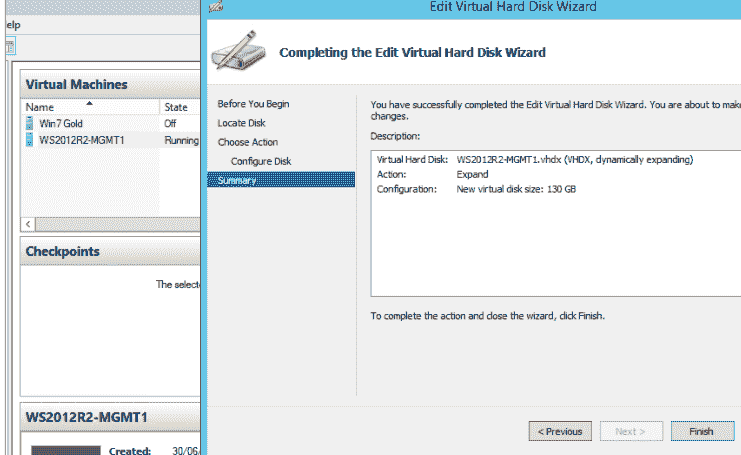 Edit Virtual Hard Disk Wizard
elp
Completing the Edit Virtual Hard Disk Wizard
Virtual Machines
Name State
Win7 Gold Off
WS2012R2-MGMT1 Running
Checkpoints
The select
WS2012R2-MGMT1
Created: 30/06
Before You Begin
Locate Disk
Choose Action
Configure Disk
Summary
You have successfully completed the Edit Virtual Hard Disk Wizard. You are about to make
changes.
Description:
Virtual Hard Disk: WS2012R2-MGMT1.vhdx (VHDX, dynamically expanding)
Action: Expand
Configuration: New virtual disk size: 130 GB
To complete the action and close the wizard, click Finish.
< Previous
Next >
Finish